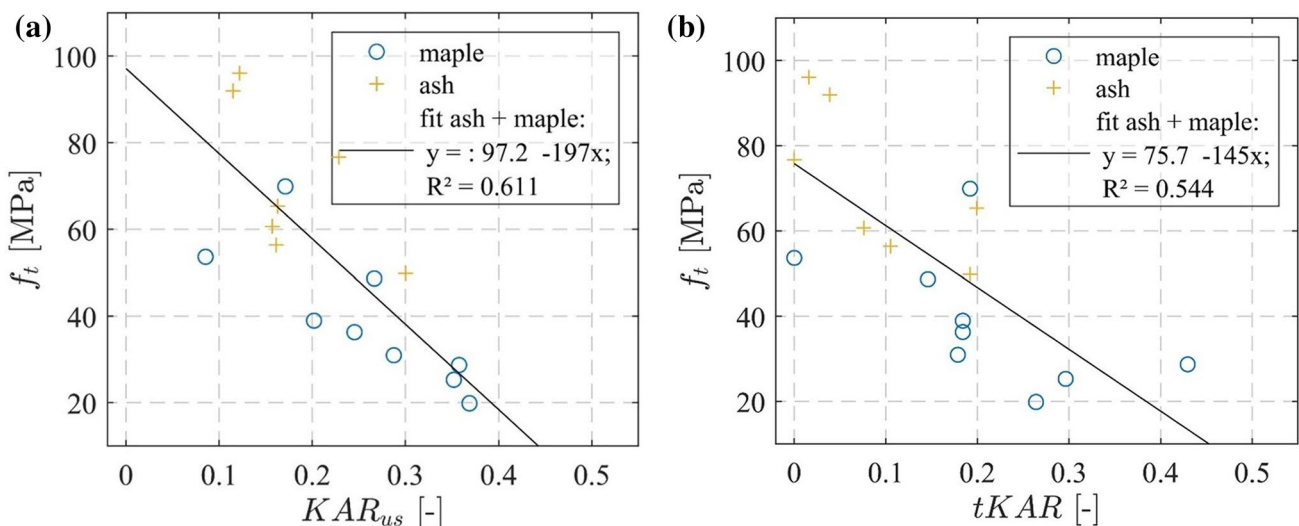 (a)
100
80
60
40
20
f_t [MPa]
maple
ash
fit ash + maple:
y = : 97.2 -197x;
R² = 0.611
0 0.1 0.2 0.3 0.4 0.5
KAR_us [-]
(b)
100
80
60
40
20
f_t [MPa]
maple
ash
fit ash + maple:
y = 75.7 -145x;
R² = 0.544
0 0.1 0.2 0.3 0.4 0.5
tKAR [-]